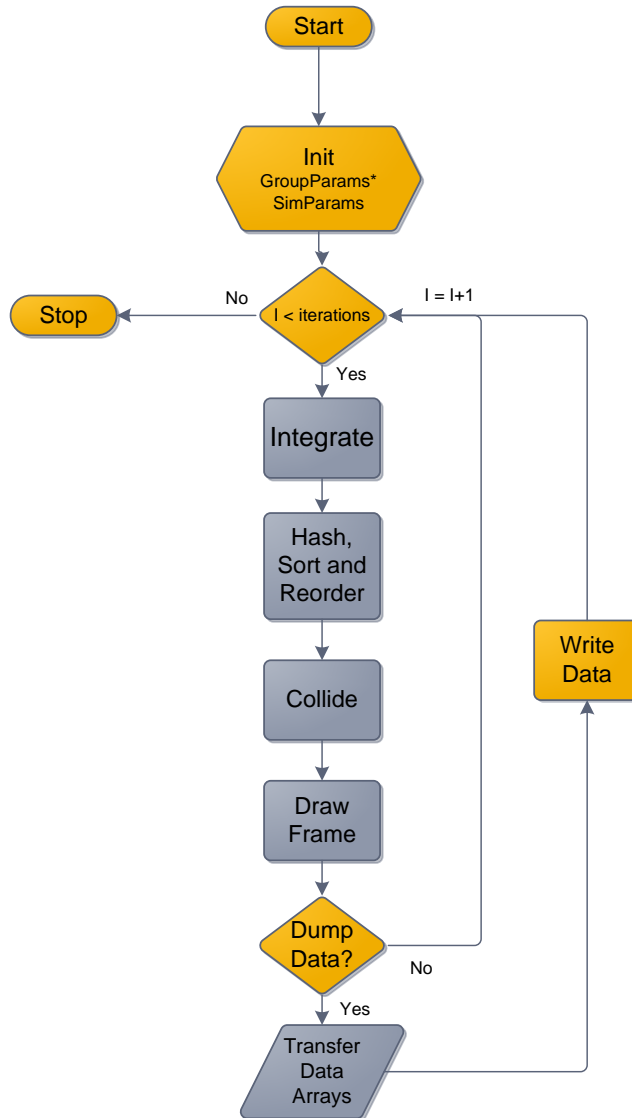 Start
Init
GroupParams*
SimParams
No
I = I+1
Stop
I < iterations
Yes
Integrate
Hash,
Sort and
Reorder
Write
Data
Collide
Draw
Frame
Dump
Data?
No
Yes
Transfer
Data
Arrays